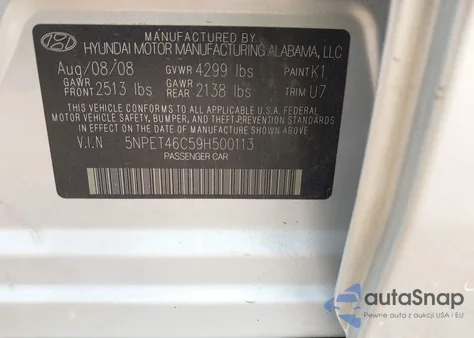 MANUFACTURED BY
HYUNDAI MOTOR MANUFACTURING ALABAMA, LLC
Aug/08/08 GVWR 4299 lbs PAINT K1
GAWR FRONT 2513 lbs GAWR REAR 2138 lbs TRIM U7
THIS VEHICLE CONFORMS TO ALL APPLICABLE U.S. FEDERAL
MOTOR VEHICLE SAFETY, BUMPER, AND THEFT PREVENTION
STANDARDS IN EFFECT ON THE DATE OF MANUFACTURE SHOWN ABOVE.
V.I.N 5NPET46C59H500113
PASSENGER CAR
autoSnap
Pewne auta z aukcji USA i EU